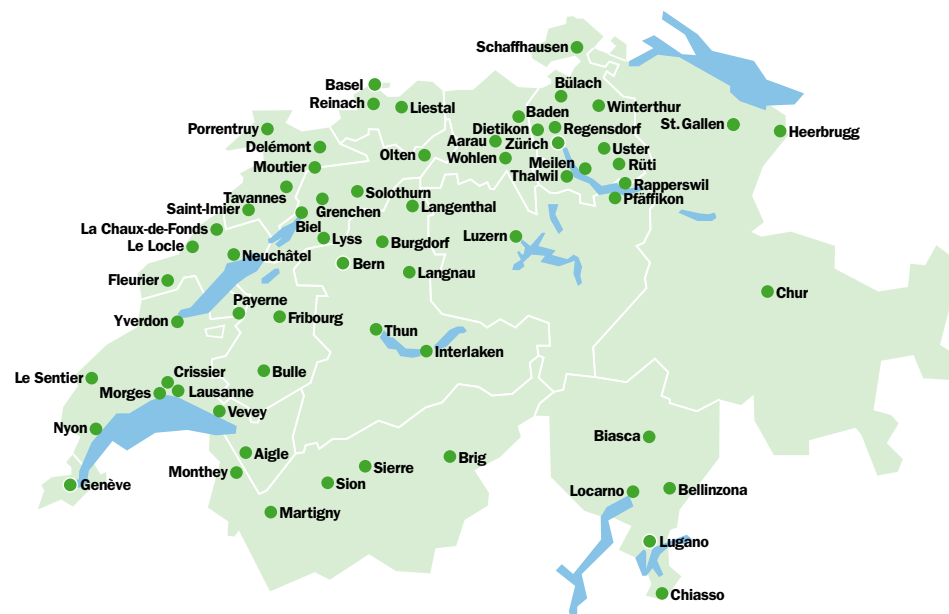 Schaffhausen
Basel
Bülach
Reinach
Liestal
Winterthur
Baden
Porrentruy
Dietikon
Regensdorf
St. Gallen
Heerbrugg
Delémont
Aarau
Zürich
Uster
Olten
Wohlen
Meilen
Rüti
Moutier
Thalwil
Rapperswil
Tavannes
Solothurn
Pfäffikon
Saint-Imier
Grenchen
Langenthal
La Chaux-de-Fonds
Biel
Le Locle
Lyss
Burgdorf
Luzern
Neuchâtel
Bern
Langnau
Fleurier
Chur
Payerne
Yverdon
Fribourg
Thun
Interlaken
Le Sentier
Crissier
Bulle
Morges
Lausanne
Vevey
Nyon
Biasca
Aigle
Monthey
Sierre
Brig
Genève
Sion
Locarno
Bellinzona
Martigny
Lugano
Chiasso